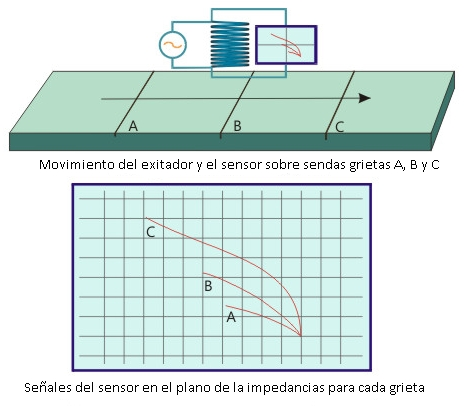 A
B
C
Movimiento del exitador y el sensor sobre sendas grietas A, B y C
C
B
A
Señales del sensor en el plano de la impedancias para cada grieta